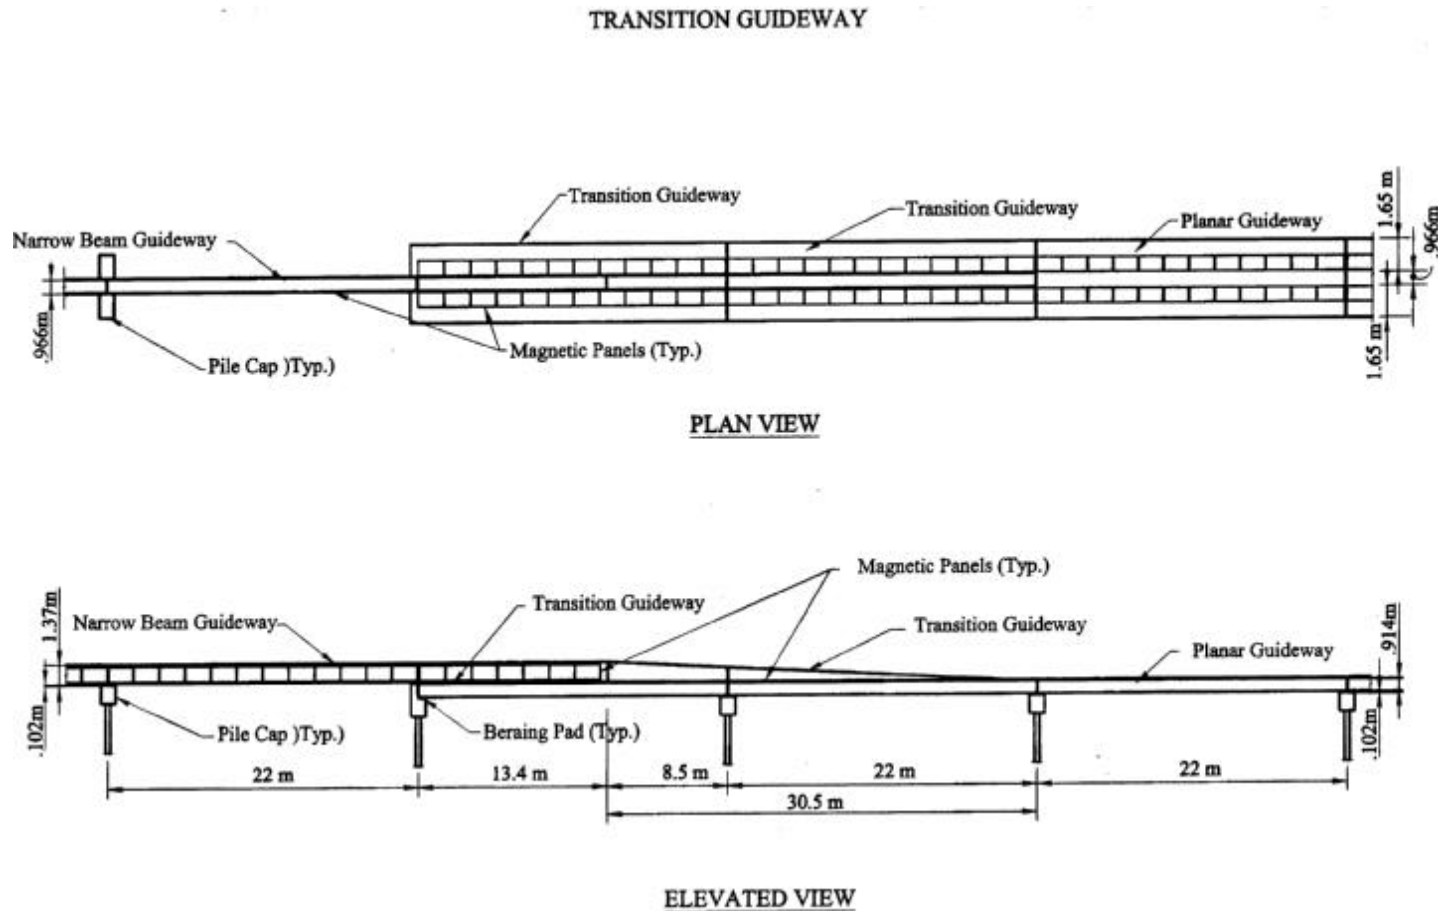 TRANSITION GUIDEWAY
Transition Guideway
Transition Guideway
Planar Guideway
1.65 m
.966m
Narrow Beam Guideway
.966m
Pile Cap )Typ.)
Magnetic Panels (Typ.)
1.65 m
PLAN VIEW
Magnetic Panels (Typ.)
1.37m
Narrow Beam Guideway
Transition Guideway
Transition Guideway
Planar Guideway
.914m
.102m
Pile Cap )Typ.)
Beraing Pad (Typ.)
.102m
22 m
13.4 m
8.5 m
22 m
22 m
30.5 m
ELEVATED VIEW